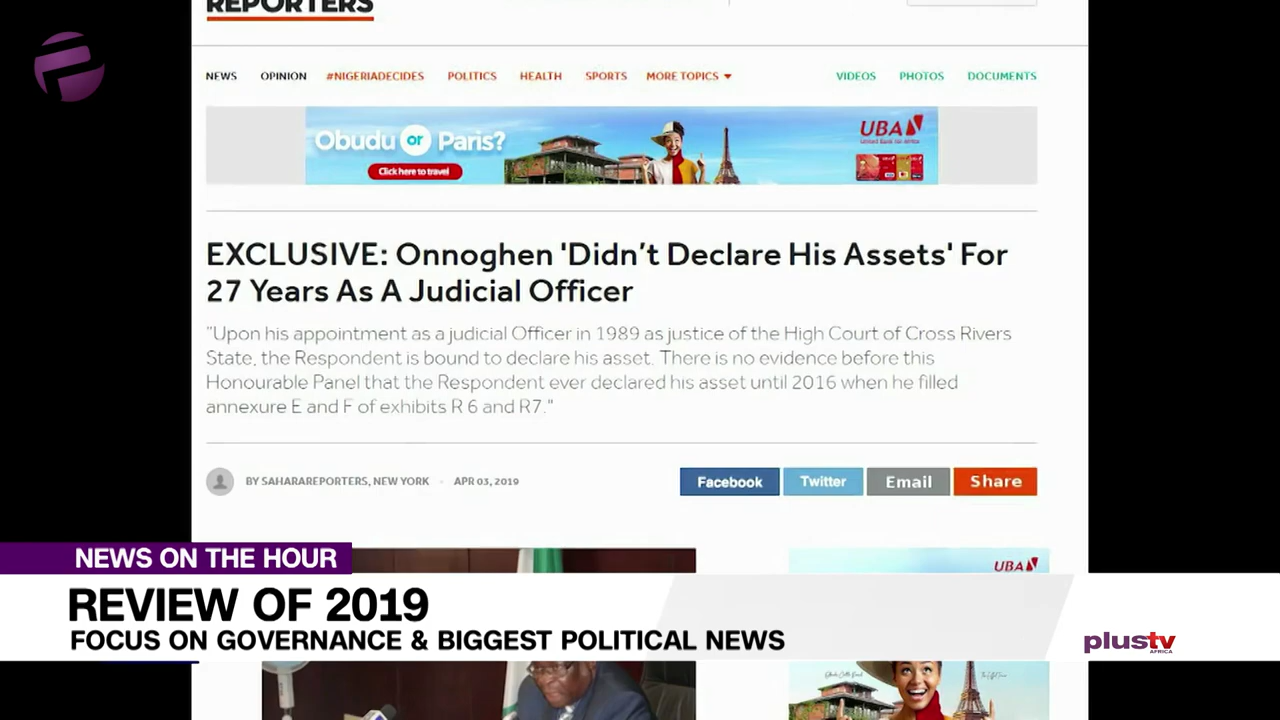 REPORTERS
NEWS OPINION #NIGERIADECIDES POLITICS HEALTH SPORTS MORE TOPICS VIDEOS PHOTOS DOCUMENTS
Obudu or Paris?
Click here to travel
UBA
United Bank for Africa
EXCLUSIVE: Onnoghen 'Didn’t Declare His Assets' For
27 Years As A Judicial Officer
"Upon his appointment as a judicial Officer in 1989 as justice of the High Court of Cross Rivers
State, the Respondent is bound to declare his asset. There is no evidence before this
Honourable Panel that the Respondent ever declared his asset until 2016 when he filled
annexure E and F of exhibits R 6 and R7."
BY SAHARAREPORTERS, NEW YORK APR 03, 2019
Facebook Twitter Email Share
UBA
NEWS ON THE HOUR
REVIEW OF 2019
FOCUS ON GOVERNANCE & BIGGEST POLITICAL NEWS
plustv
AFRICA